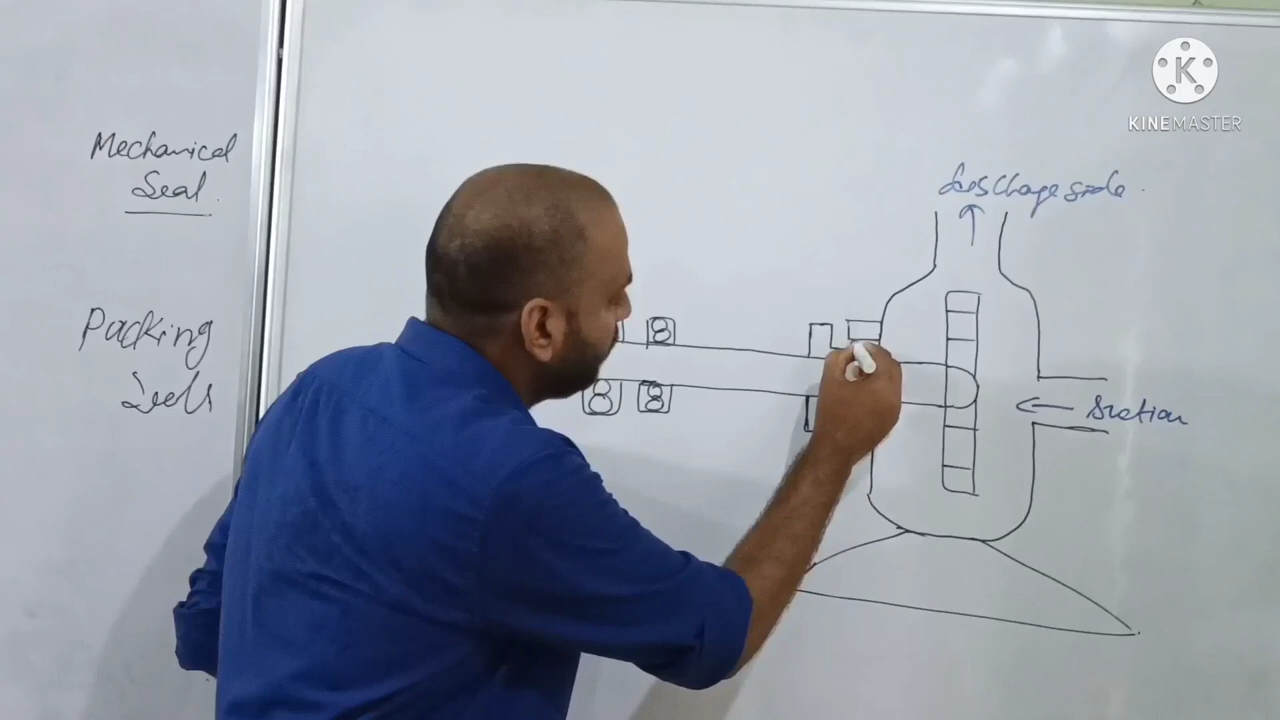 Mechanical
Seal.
Packing
Seals
Discharge side.
Suction
KINEMASTER